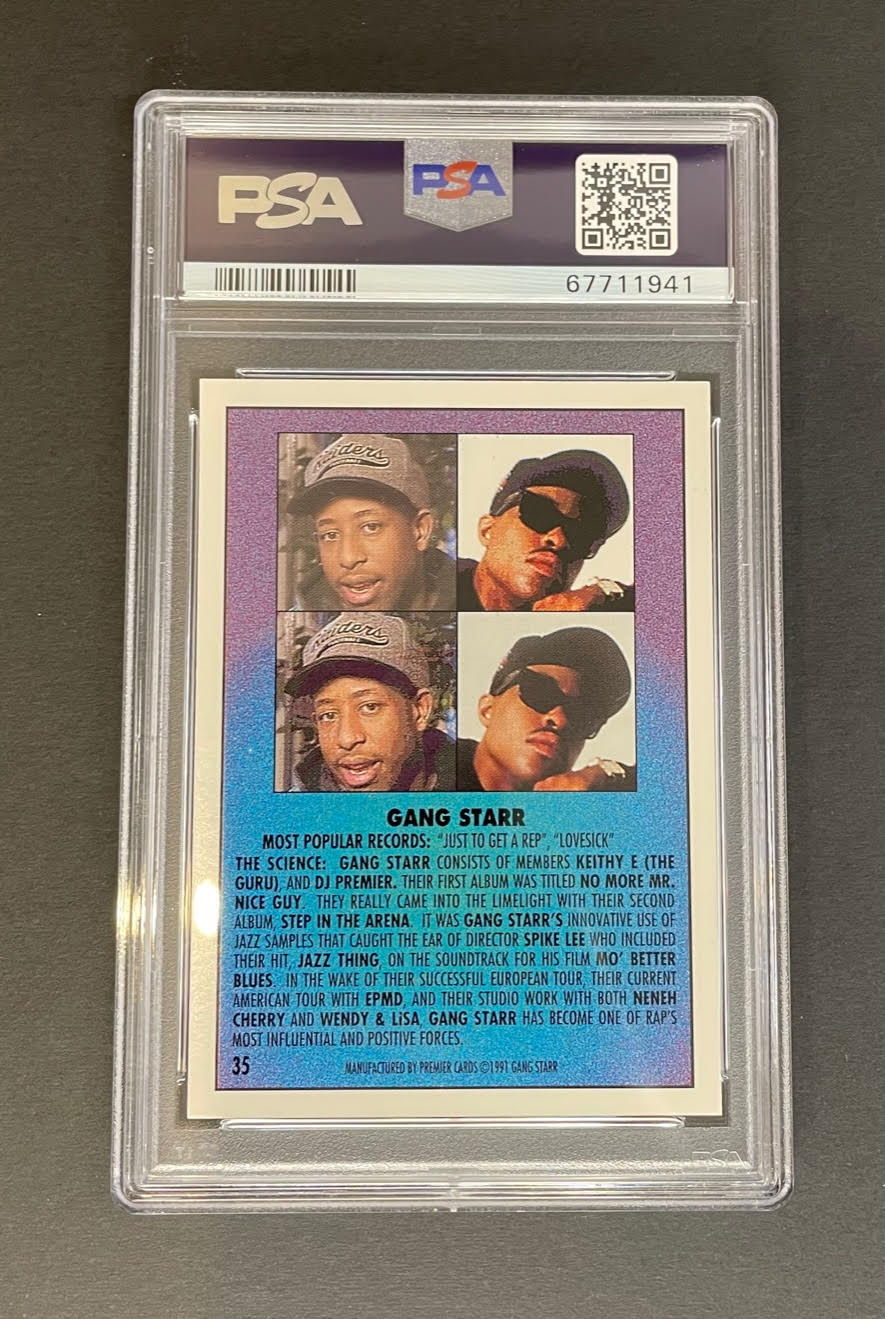 PSA
PSA
67711941
Raiders
Raiders
GANG STARR
MOST POPULAR RECORDS: "JUST TO GET A REP", "LOVESICK"
THE SCIENCE: GANG STARR CONSISTS OF MEMBERS KEITHY E (THE
GURU), AND DJ PREMIER. THEIR FIRST ALBUM WAS TITLED NO MORE MR.
NICE GUY. THEY REALLY CAME INTO THE LIMELIGHT WITH THEIR SECOND
ALBUM, STEP IN THE ARENA. IT WAS GANG STARR'S INNOVATIVE USE OF
JAZZ SAMPLES THAT CAUGHT THE EAR OF DIRECTOR SPIKE LEE WHO INCLUDED
THEIR HIT, JAZZ THING, ON THE SOUNDTRACK FOR HIS FILM MO' BETTER
BLUES. IN THE WAKE OF THEIR SUCCESSFUL EUROPEAN TOUR, THEIR CURRENT
AMERICAN TOUR WITH EPMD, AND THEIR STUDIO WORK WITH BOTH NENEH
CHERRY AND WENDY & LiSA, GANG STARR HAS BECOME ONE OF RAP'S
MOST INFLUENTIAL AND POSITIVE FORCES.
35 MANUFACTURED BY PREMIER CARDS ©1991 GANG STARR
PSA